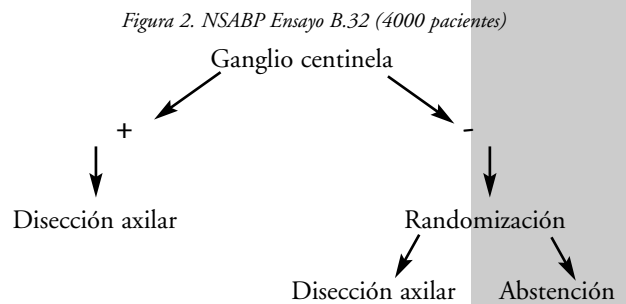 Figura 2. NSABP Ensayo B.32 (4000 pacientes)
Ganglio centinela
+ -
Disección axilar Randomización
Disección axilar Abstención